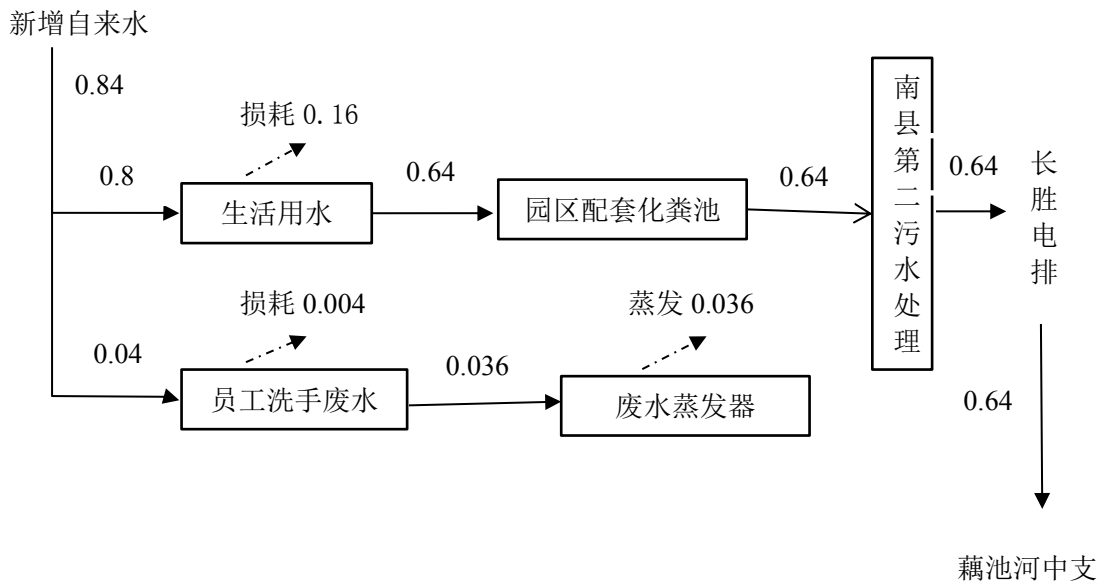 新增自来水
0.84
损耗 0.16
0.8
生活用水
0.64
园区配套化粪池
0.64
南县第二污水处理
0.64
长胜电排
损耗 0.004
蒸发 0.036
0.04
员工洗手废水
0.036
废水蒸发器
0.64
藕池河中支